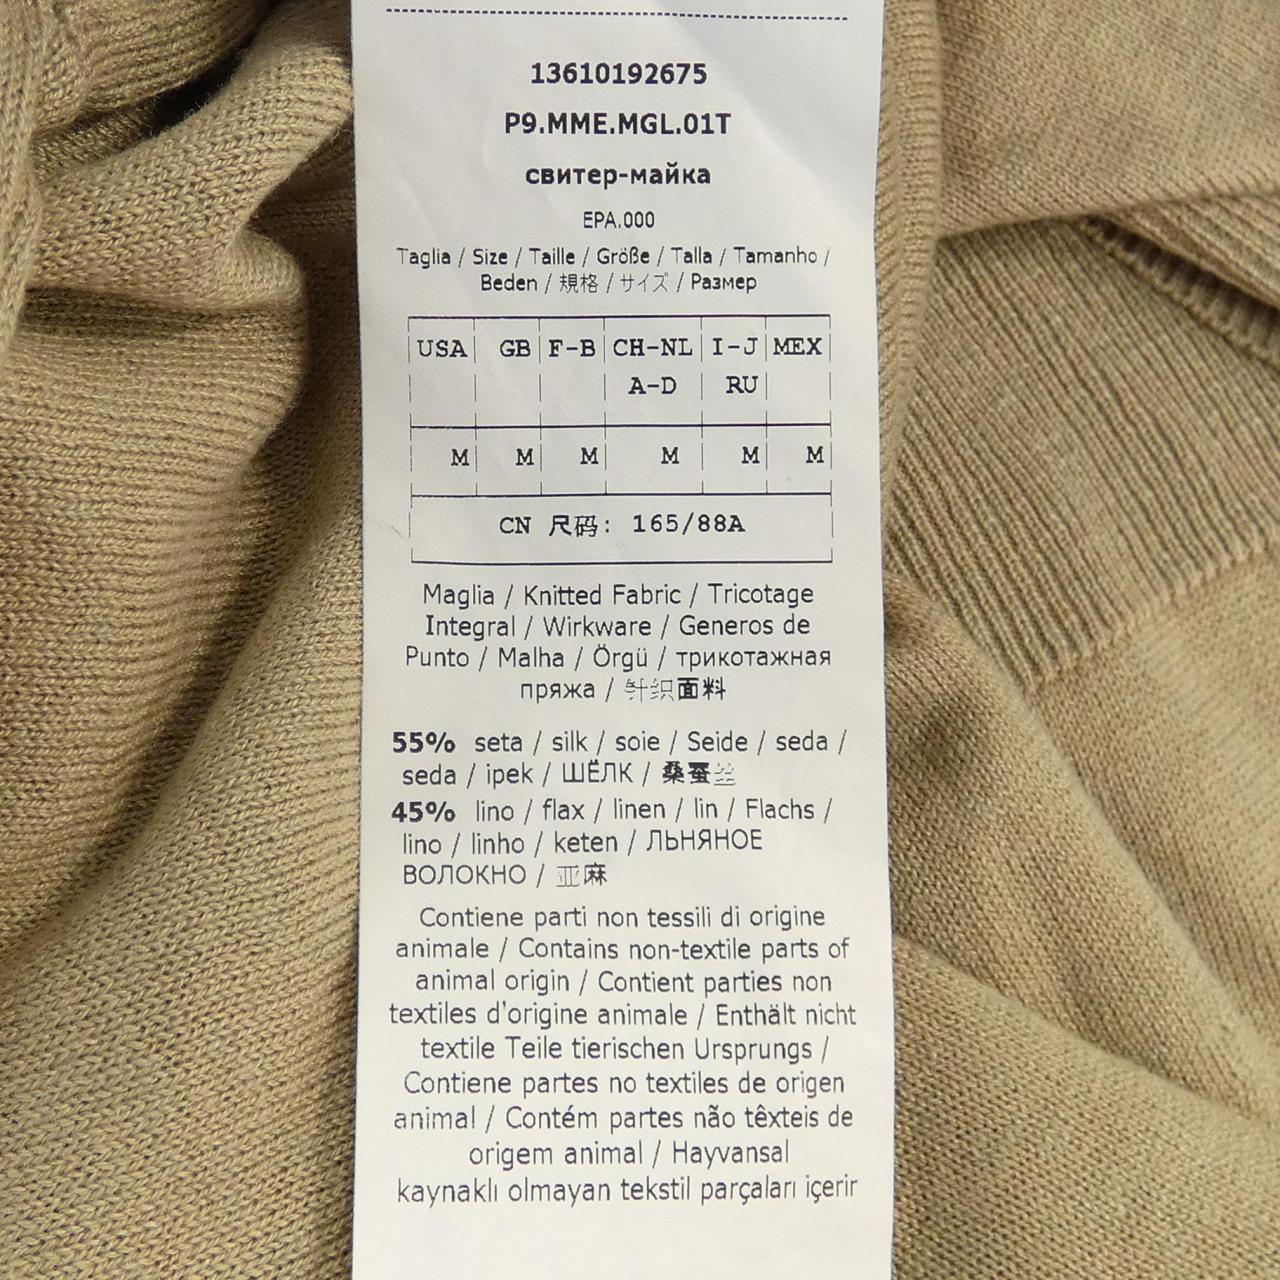 13610192675
P9.MME.MGL.01T
свитер-майка
EPA.000
Taglia / Size / Taille / Größe / Talla / Tamanho /
Beden / 規格 / サイズ / Размер
USA GB F-B CH-NL I-J MEX
A-D RU
M M M M M M
CN 尺码: 165/88A
Maglia / Knitted Fabric / Tricotage
Integral / Wirkware / Generos de
Punto / Malha / Örgü / трикотажная
пряжа / 针织面料
55% seta / silk / soie / Seide / seda /
seda / ipek / ШЁЛК / 桑蚕丝
45% lino / flax / linen / lin / Flachs /
lino / linho / keten / ЛЬНЯНОЕ
ВОЛОКНО / 亚麻
Contiene parti non tessili di origine
animale / Contains non-textile parts of
animal origin / Contient parties non
textiles d'origine animale / Enthält nicht
textile Teile tierischen Ursprungs /
Contiene partes no textiles de origen
animal / Contém partes não têxteis de
origem animal / Hayvansal
kaynaklı olmayan tekstil parçaları içerir